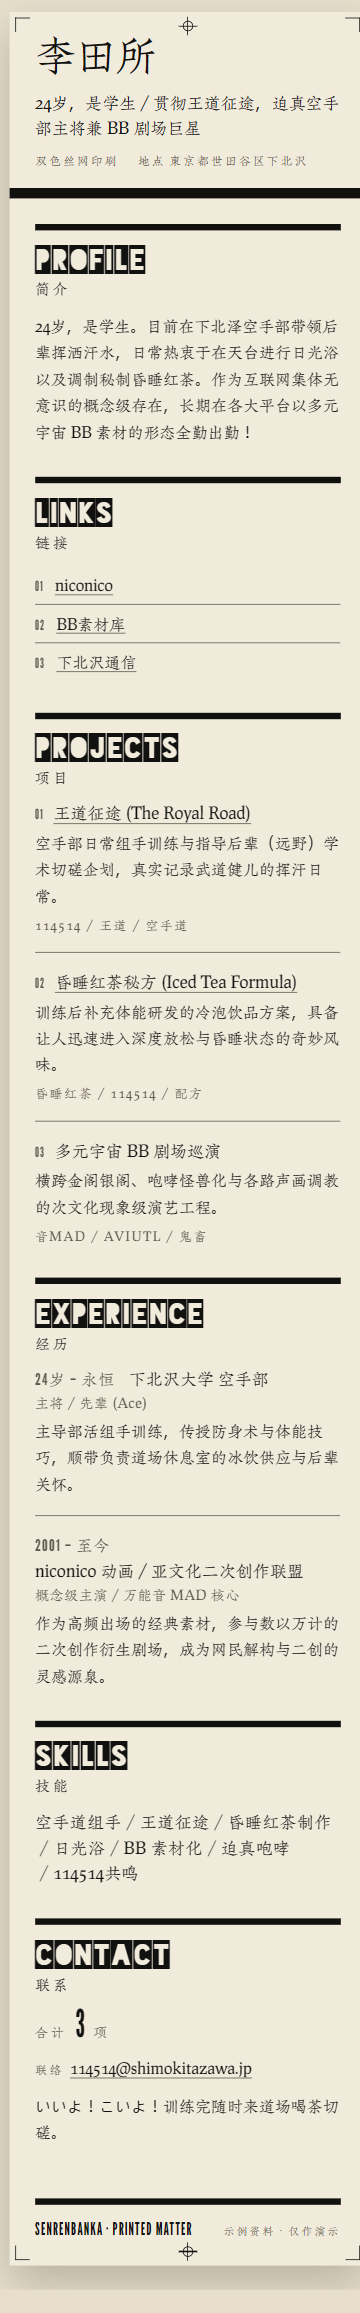 李田所
24岁，是学生 / 贯彻王道征途，迫真空手
部主将兼 BB 剧场巨星
双色丝网印刷 地点 東京都世田谷区下北沢
PROFILE
简介
24岁，是学生。目前在下北泽空手部带领后
辈挥洒汗水，日常热衷于在天台进行日光浴
以及调制秘制昏睡红茶。作为互联网集体无
意识的概念级存在，长期在各大平台以多元
宇宙 BB 素材的形态全勤出勤！
LINKS
链接
01 niconico
02 BB素材库
03 下北沢通信
PROJECTS
项目
01 王道征途 (The Royal Road)
空手部日常组手训练与指导后辈（远野）学
术切磋企划，真实记录武道健儿的挥汗日
常。
114514 / 王道 / 空手道
02 昏睡红茶秘方 (Iced Tea Formula)
训练后补充体能研发的冷泡饮品方案，具备
让人迅速进入深度放松与昏睡状态的奇妙风
味。
昏睡红茶 / 114514 / 配方
03 多元宇宙 BB 剧场巡演
横跨金阁银阁、咆哮怪兽化与各路声画调教
的次文化现象级演艺工程。
音MAD / AVIUTL / 鬼畜
EXPERIENCE
经历
24岁 – 永恒 下北沢大学 空手部
主将 / 先辈 (Ace)
主导部活组手训练，传授防身术与体能技
巧，顺带负责道场休息室的冰饮供应与后辈
关怀。
2001 – 至今
niconico 动画 / 亚文化二次创作联盟
概念级主演 / 万能音 MAD 核心
作为高频出场的经典素材，参与数以万计的
二次创作衍生剧场，成为网民解构与二创的
灵感源泉。
SKILLS
技能
空手道组手 / 王道征途 / 昏睡红茶制作
/ 日光浴 / BB 素材化 / 迫真咆哮
/ 114514共鸣
CONTACT
联系
合计 3 项
联络 114514@shimokitazawa.jp
いいよ！こいよ！训练完随时来道场喝茶切
磋。
SENRENBANKA · PRINTED MATTER 示例资料 · 仅作演示